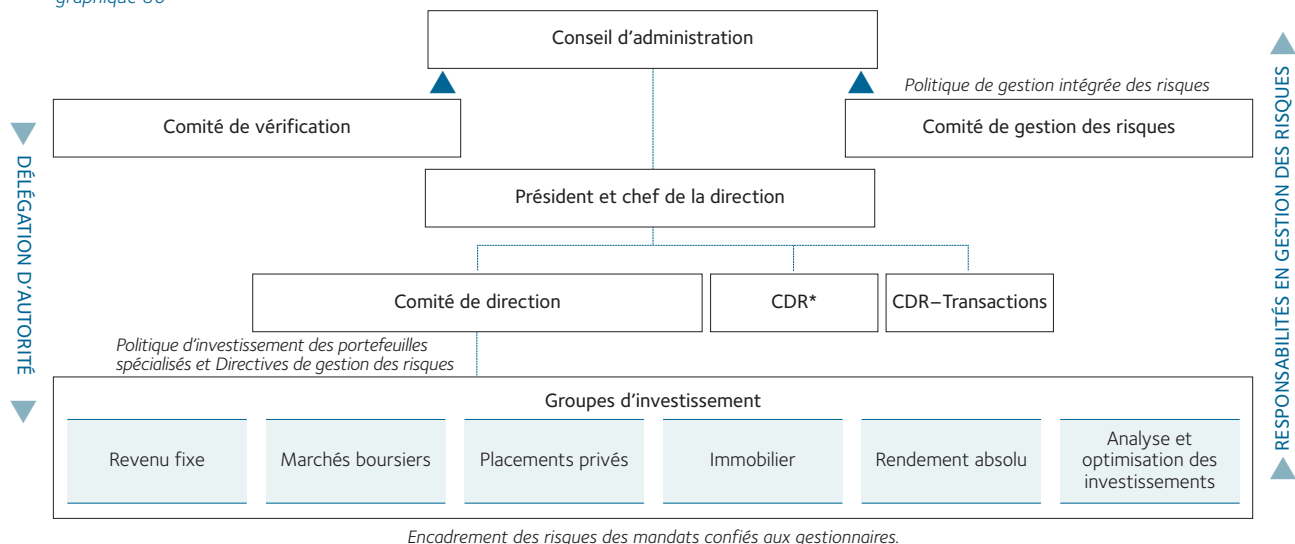 Conseil d'administration
Politique de gestion intégrée des risques
Comité de vérification
Comité de gestion des risques
Président et chef de la direction
Comité de direction
CDR*
CDR–Transactions
Politique d'investissement des portefeuilles
spécialisés et Directives de gestion des risques
Groupes d'investissement
Revenu fixe
Marchés boursiers
Placements privés
Immobilier
Rendement absolu
Analyse et
optimisation des
investissements
Encadrement des risques des mandats confiés aux gestionnaires.
DÉLÉGATION D'AUTORITÉ
RESPONSABILITÉS EN GESTION DES RISQUES